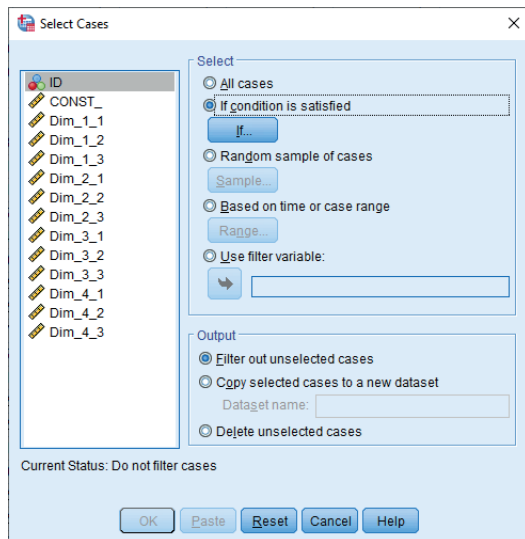 Select Cases
ID
CONST_
Dim_1_1
Dim_1_2
Dim_1_3
Dim_2_1
Dim_2_2
Dim_2_3
Dim_3_1
Dim_3_2
Dim_3_3
Dim_4_1
Dim_4_2
Dim_4_3
Select
All cases
If condition is satisfied
If...
Random sample of cases
Sample...
Based on time or case range
Range...
Use filter variable:
Output
Filter out unselected cases
Copy selected cases to a new dataset
Dataset name:
Delete unselected cases
Current Status: Do not filter cases
OK Paste Reset Cancel Help